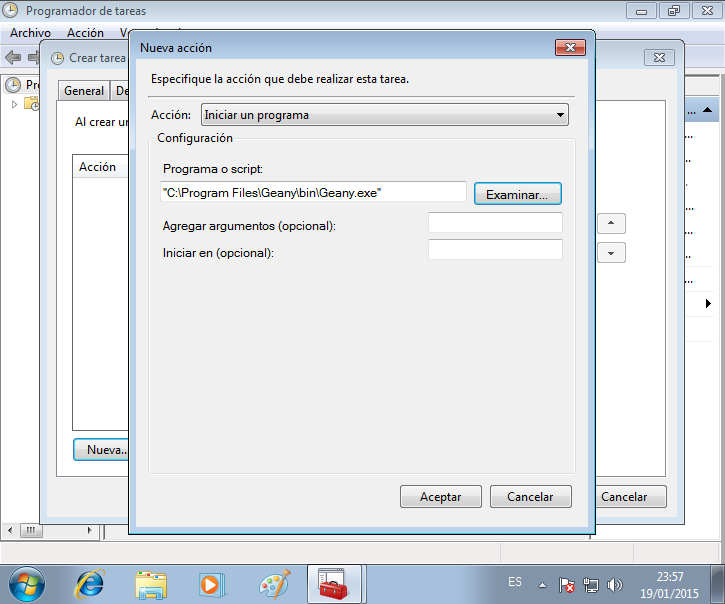 Programador de tareas
Archivo Acción
Nueva acción
Crear tarea
Especifique la acción que debe realizar esta tarea.
General
Acción: Iniciar un programa
Al crear
Configuración
Acción
Programa o script:
"C:\Program Files\Geany\bin\Geany.exe"
Examinar...
Agregar argumentos (opcional):
Iniciar en (opcional):
Nueva..
Aceptar
Cancelar
Cancelar
ES
23:57
19/01/2015